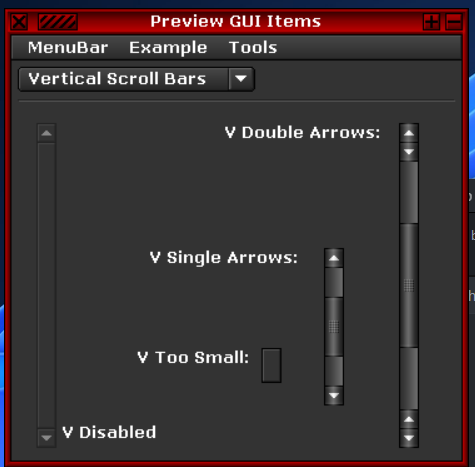 Preview GUI Items
MenuBar Example Tools
Vertical Scroll Bars
V Double Arrows:
V Single Arrows:
V Too Small:
V Disabled